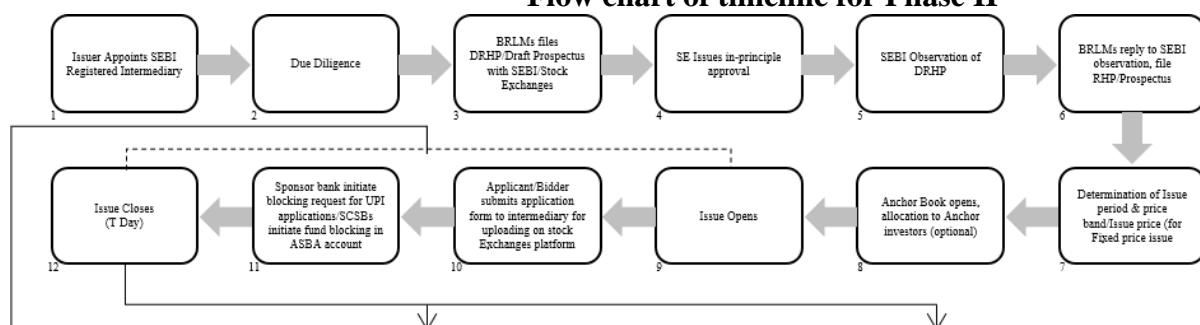 Flow chart of timeline for Phase II
Issuer Appoints SEBI
Registered Intermediary
1
Due Diligence
2
BRLMs files
DRHP/Draft Prospectus
with SEBI/Stock
Exchanges
3
SE Issues in-principle
approval
4
SEBI Observation of
DRHP
5
BRLMs reply to SEBI
observation, file
RHP/Prospectus
6
Determination of Issue
period & price
band/Issue price (for
Fixed price issue
7
Anchor Book opens,
allocation to Anchor
investors (optional)
8
Issue Opens
9
Applicant/Bidder
submits application
form to intermediary for
uploading on stock
Exchanges platform
10
Sponsor bank initiate
blocking request for UPI
applications/SCSBs
initiate fund blocking in
ASBA account
11
Issue Closes
(T Day)
12